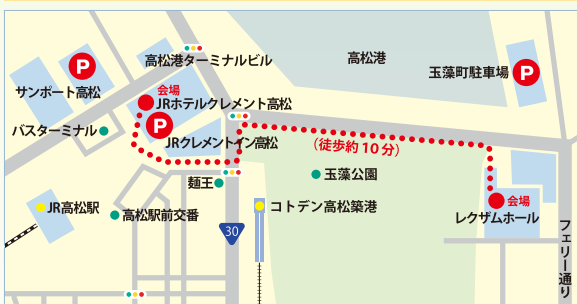 高松港ターミナルビル
高松港
P
サンポート高松
玉藻町駐車場 P
会場
JRホテルクレメント高松
バスターミナル
P
JRクレメントイン高松
(徒歩約10分)
麺王
玉藻公園
JR高松駅
高松駅前交番
コトデン高松築港
会場
レクザムホール
30
フェリー通り